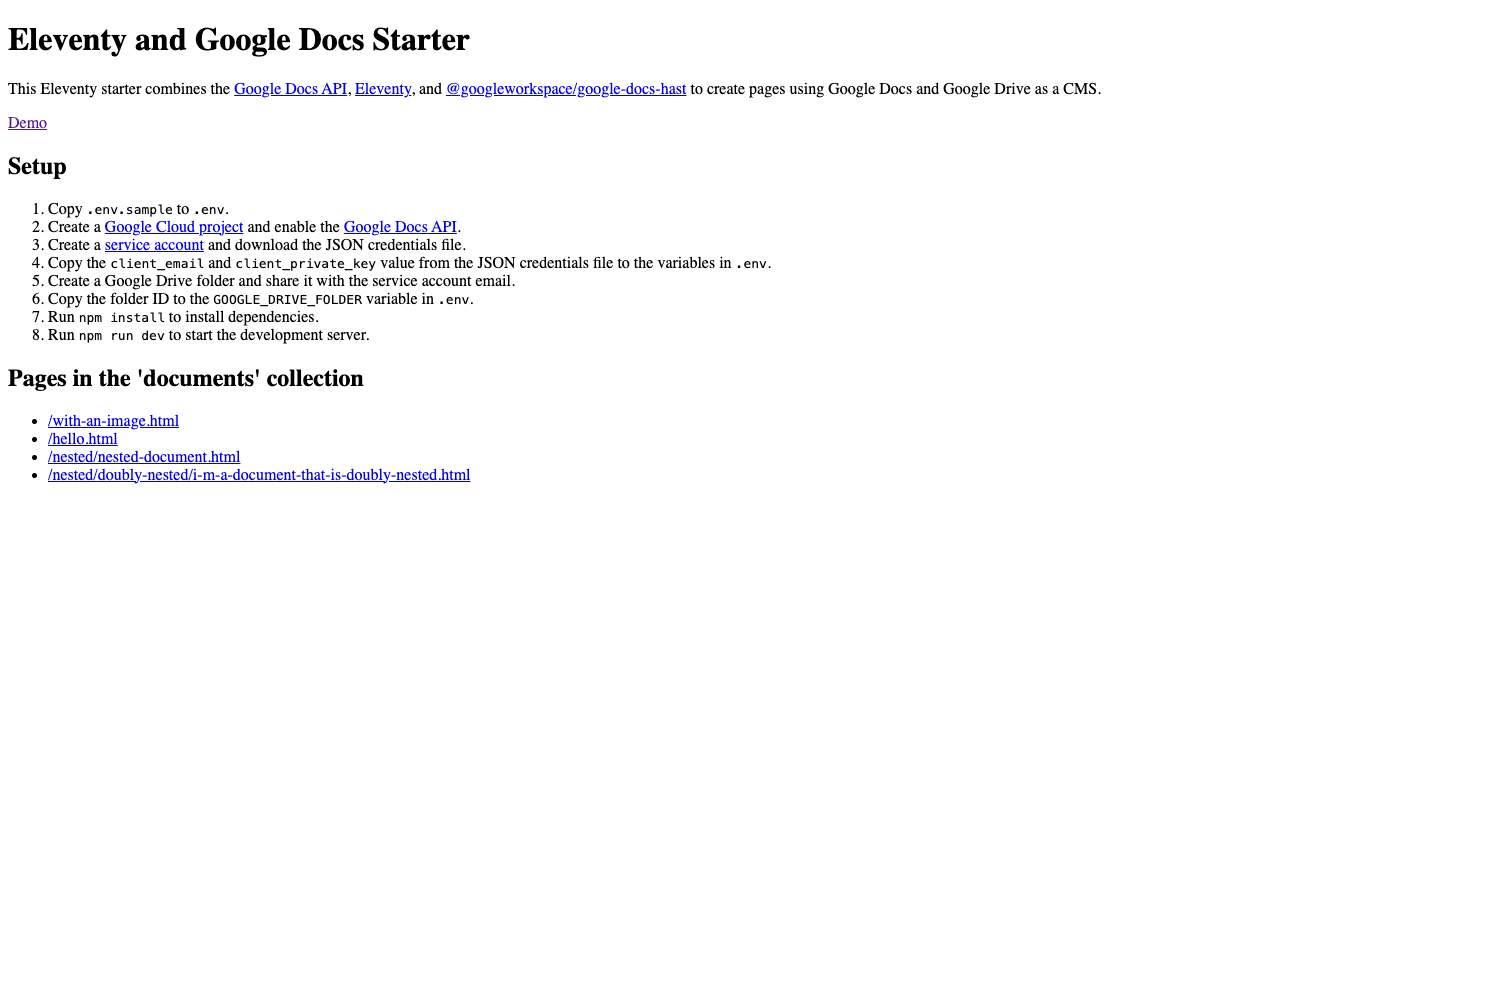 Eleventy and Google Docs Starter
This Eleventy starter combines the Google Docs API, Eleventy, and @googleworkspace/google-docs-hast to create pages using Google Docs and Google Drive as a CMS.
Demo
Setup
1. Copy .env.sample to .env.
2. Create a Google Cloud project and enable the Google Docs API.
3. Create a service account and download the JSON credentials file.
4. Copy the client_email and client_private_key value from the JSON credentials file to the variables in .env.
5. Create a Google Drive folder and share it with the service account email.
6. Copy the folder ID to the GOOGLE_DRIVE_FOLDER variable in .env.
7. Run npm install to install dependencies.
8. Run npm run dev to start the development server.
Pages in the 'documents' collection
• /with-an-image.html
• /hello.html
• /nested/nested-document.html
• /nested/doubly-nested/i-m-a-document-that-is-doubly-nested.html